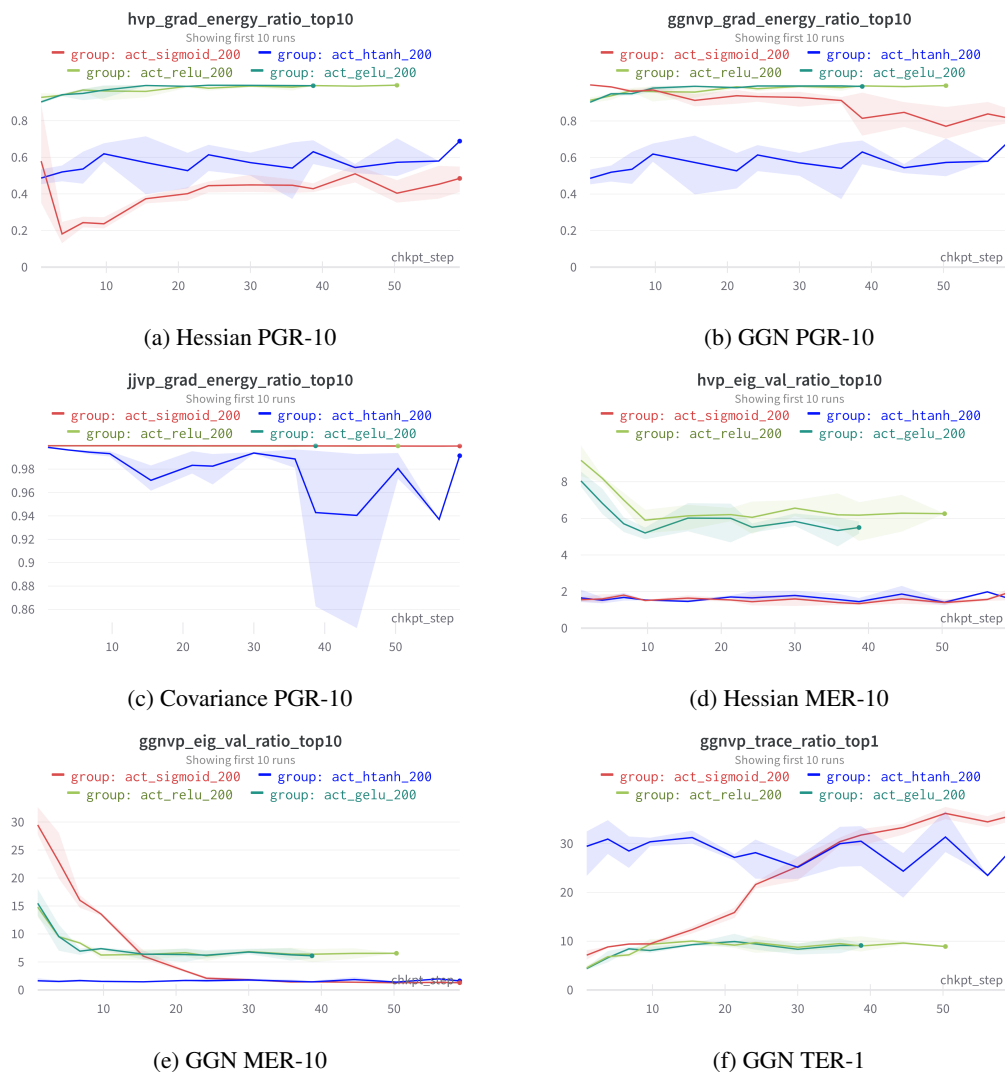 hvp_grad_energy_ratio_top10
Showing first 10 runs
group: act_sigmoid_200 group: act_htanh_200
group: act_relu_200 group: act_gelu_200
0.8
0.6
0.4
0.2
0
chkpt_step
10 20 30 40 50
(a) Hessian PGR-10
ggnvp_grad_energy_ratio_top10
Showing first 10 runs
group: act_sigmoid_200 group: act_htanh_200
group: act_relu_200 group: act_gelu_200
0.8
0.6
0.4
0.2
0
chkpt_step
10 20 30 40 50
(b) GGN PGR-10
jjvp_grad_energy_ratio_top10
Showing first 10 runs
group: act_sigmoid_200 group: act_htanh_200
group: act_relu_200 group: act_gelu_200
0.98
0.96
0.94
0.92
0.9
0.88
0.86
chkpt_step
10 20 30 40 50
(c) Covariance PGR-10
hvp_eig_val_ratio_top10
Showing first 10 runs
group: act_sigmoid_200 group: act_htanh_200
group: act_relu_200 group: act_gelu_200
8
6
4
2
0
chkpt_step
10 20 30 40 50
(d) Hessian MER-10
ggnvp_eig_val_ratio_top10
Showing first 10 runs
group: act_sigmoid_200 group: act_htanh_200
group: act_relu_200 group: act_gelu_200
30
25
20
15
10
5
0
chkpt_step
10 20 30 40 50
(e) GGN MER-10
ggnvp_trace_ratio_top1
Showing first 10 runs
group: act_sigmoid_200 group: act_htanh_200
group: act_relu_200 group: act_gelu_200
30
20
10
0
chkpt_step
10 20 30 40 50
(f) GGN TER-1